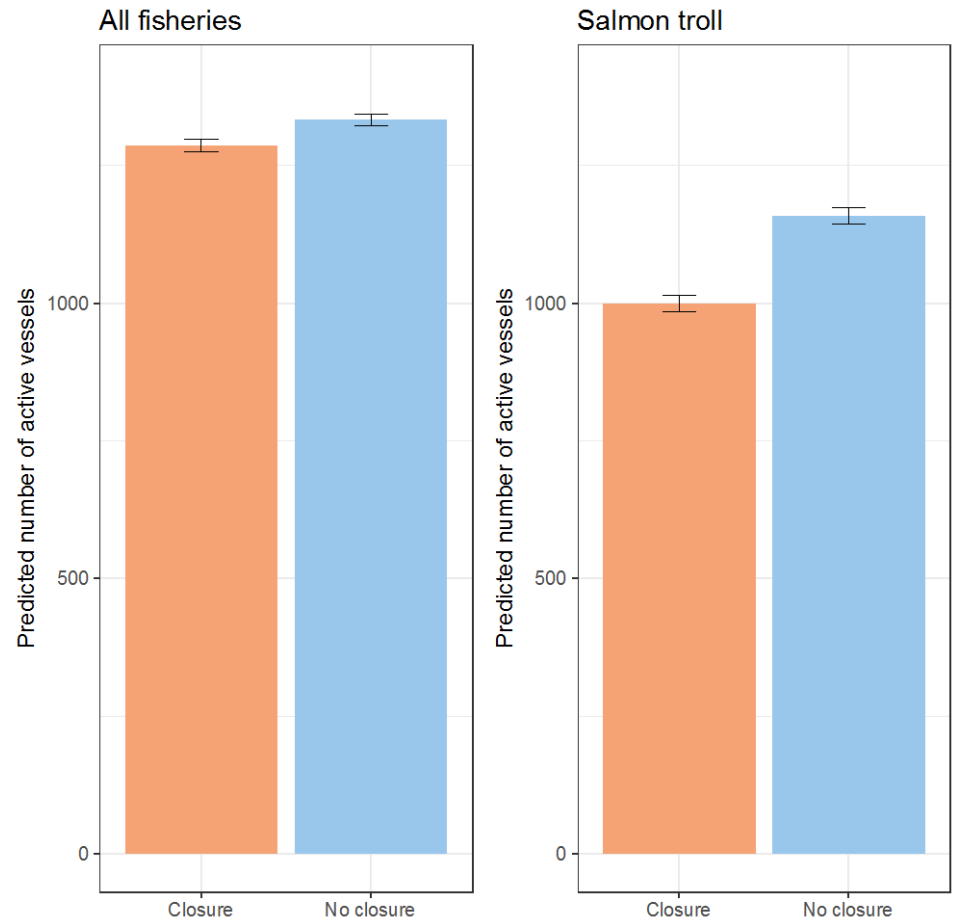 All fisheries
Predicted number of active vessels
1000
500
0
Closure
No closure
Salmon troll
Predicted number of active vessels
1000
500
0
Closure
No closure